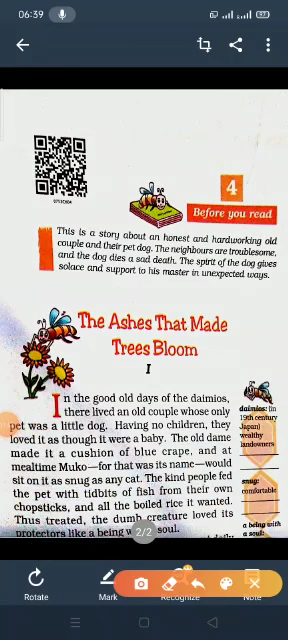 06:39
4
Before you read
This is a story about an honest and hardworking old
couple and their pet dog. The neighbours are troublesome,
and the dog dies a sad death. The spirit of the dog gives
solace and support to his master in unexpected ways.
The Ashes That Made
Trees Bloom
I
In the good old days of the daimios,
there lived an old couple whose only
pet was a little dog. Having no children, they
loved it as though it were a baby. The old dame
made it a cushion of blue crape, and at
mealtime Muko—for that was its name—would
sit on it as snug as any cat. The kind people fed
the pet with tidbits of fish from their own
chopsticks, and all the boiled rice it wanted.
Thus treated, the dumb creature loved its
protectors like a being w soul.
daimios: (in
19th century
Japan)
wealthy
landowners
snug:
comfortable
a being with
a soul:
2/2
Rotate
Mark
Recognize
Note